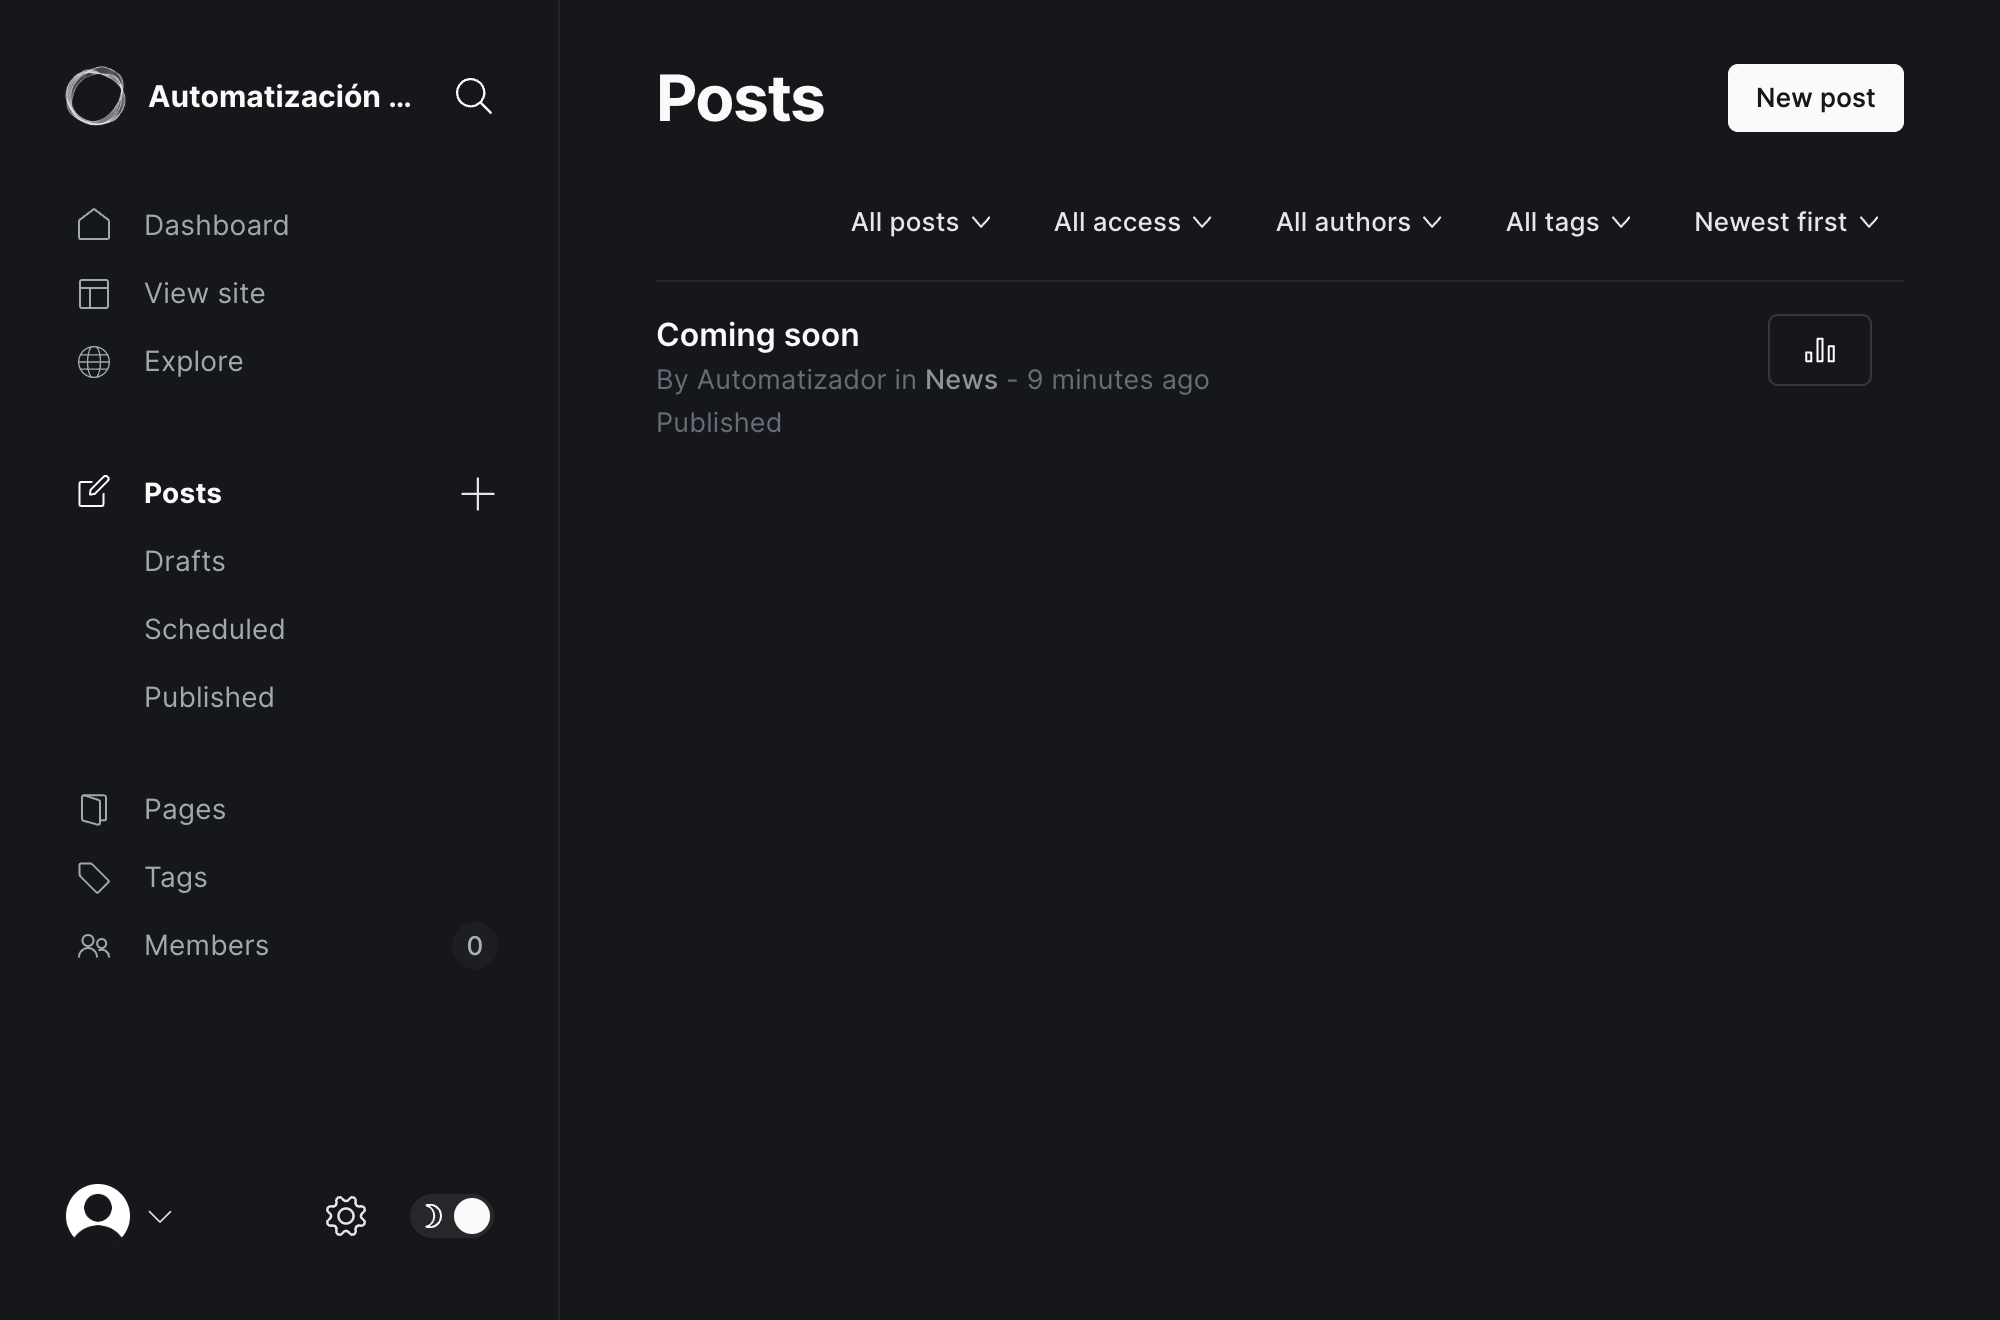 Automatización ...
Dashboard
View site
Explore
Posts
Drafts
Scheduled
Published
Pages
Tags
Members 0
Posts
New post
All posts All access All authors All tags Newest first
Coming soon
By Automatizador in News - 9 minutes ago
Published